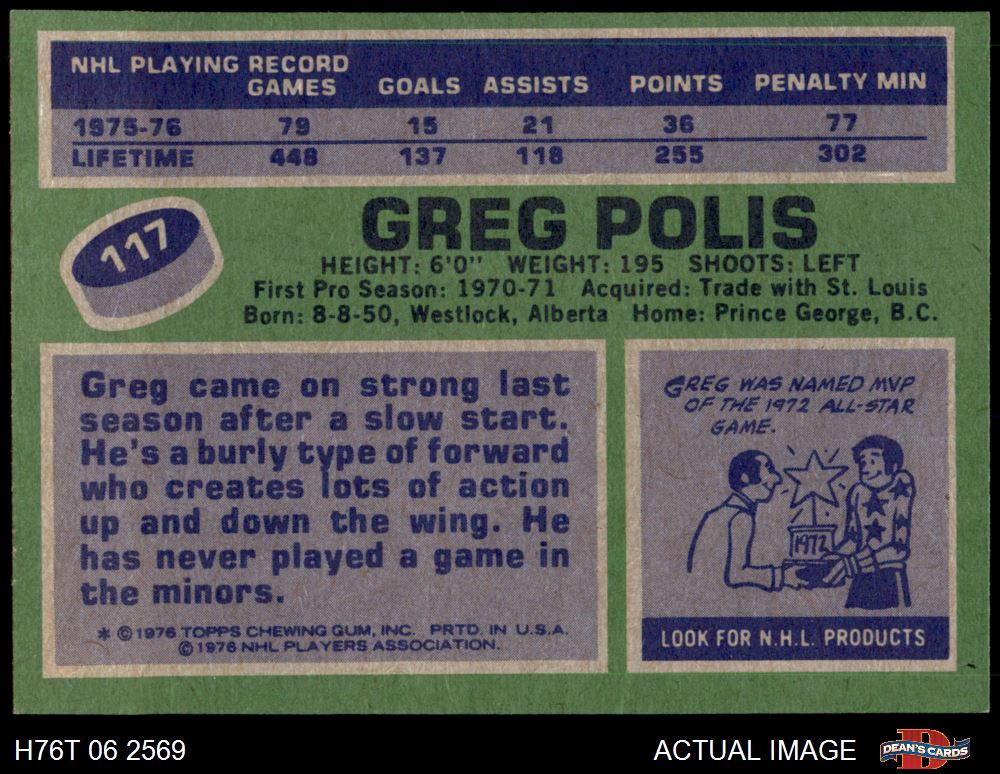 NHL PLAYING RECORD
GAMES GOALS ASSISTS POINTS PENALTY MIN
1975-76 79 15 21 36 77
LIFETIME 448 137 118 255 302
117
GREG POLIS
HEIGHT: 6'0" WEIGHT: 195 SHOOTS: LEFT
First Pro Season: 1970-71 Acquired: Trade with St. Louis
Born: 8-8-50, Westlock, Alberta Home: Prince George, B.C.
Greg came on strong last
season after a slow start.
He's a burly type of forward
who creates lots of action
up and down the wing. He
has never played a game in
the minors.
* © 1976 TOPPS CHEWING GUM, INC. PRTD. IN U.S.A.
© 1976 NHL PLAYERS ASSOCIATION.
GREG WAS NAMED MVP
OF THE 1972 ALL-STAR
GAME.
1972
LOOK FOR N.H.L. PRODUCTS
H76T 06 2569 ACTUAL IMAGE DEAN'S CARDS